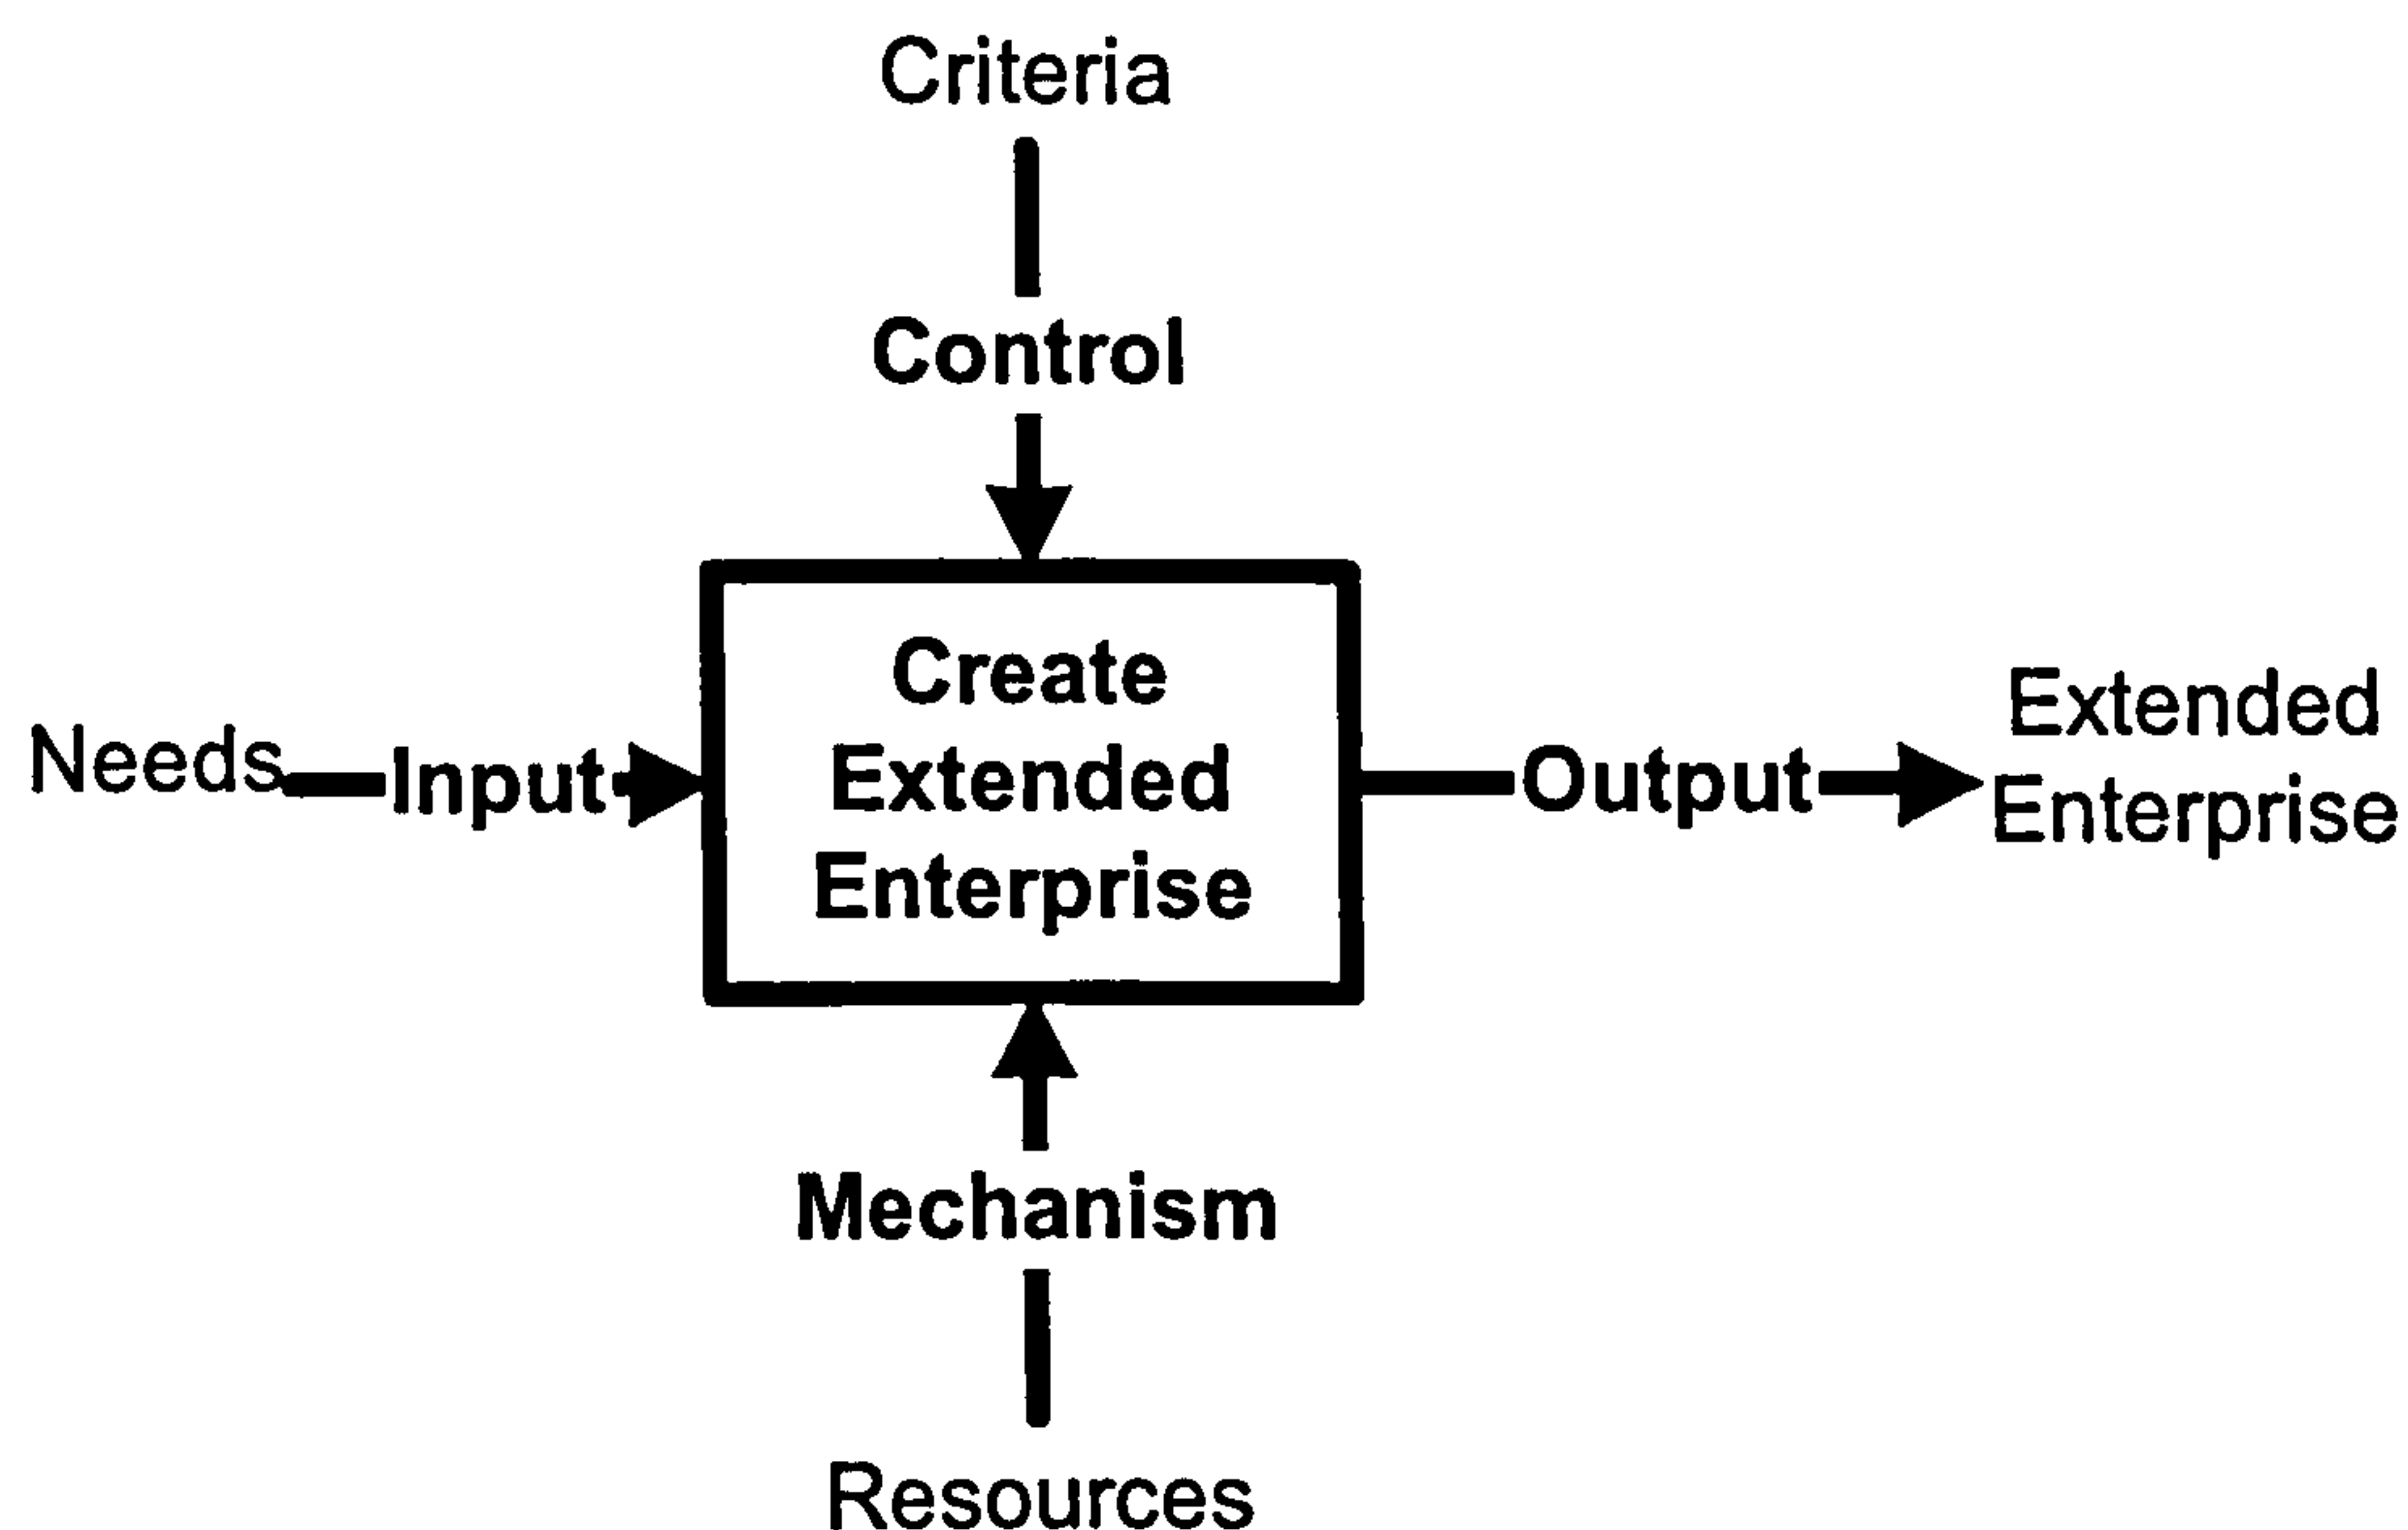 Criteria
Control
Create
Extended
Enterprise
Needs
Input
Output
Extended
Enterprise
Mechanism
Resources